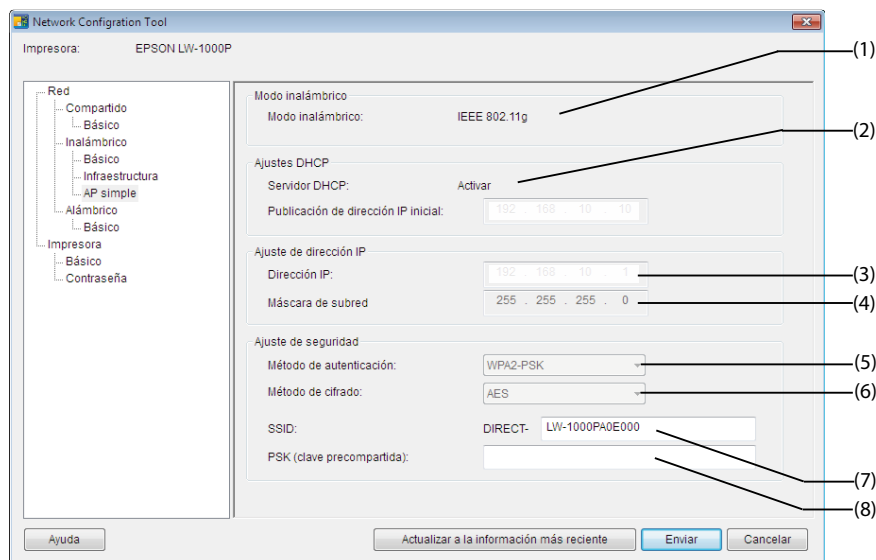 Network Configration Tool
Impresora: EPSON LW-1000P
Red
Compartido
Básico
Inalámbrico
Básico
Infraestructura
AP simple
Alámbrico
Básico
Impresora
Básico
Contraseña
Modo inalámbrico
Modo inalámbrico: IEEE 802.11g
(1)
Ajustes DHCP
(2)
Servidor DHCP: Activar
Publicación de dirección IP inicial: 192 168 10 10
Ajuste de dirección IP
Dirección IP: 192 168 10 1
(3)
Máscara de subred 255 . 255 . 255 . 0
(4)
Ajuste de seguridad
Método de autenticación: WPA2-PSK
(5)
Método de cifrado: AES
(6)
SSID: DIRECT- LW-1000PA0E000
(7)
PSK (clave precompartida):
(8)
Ayuda
Actualizar a la información más reciente
Enviar
Cancelar